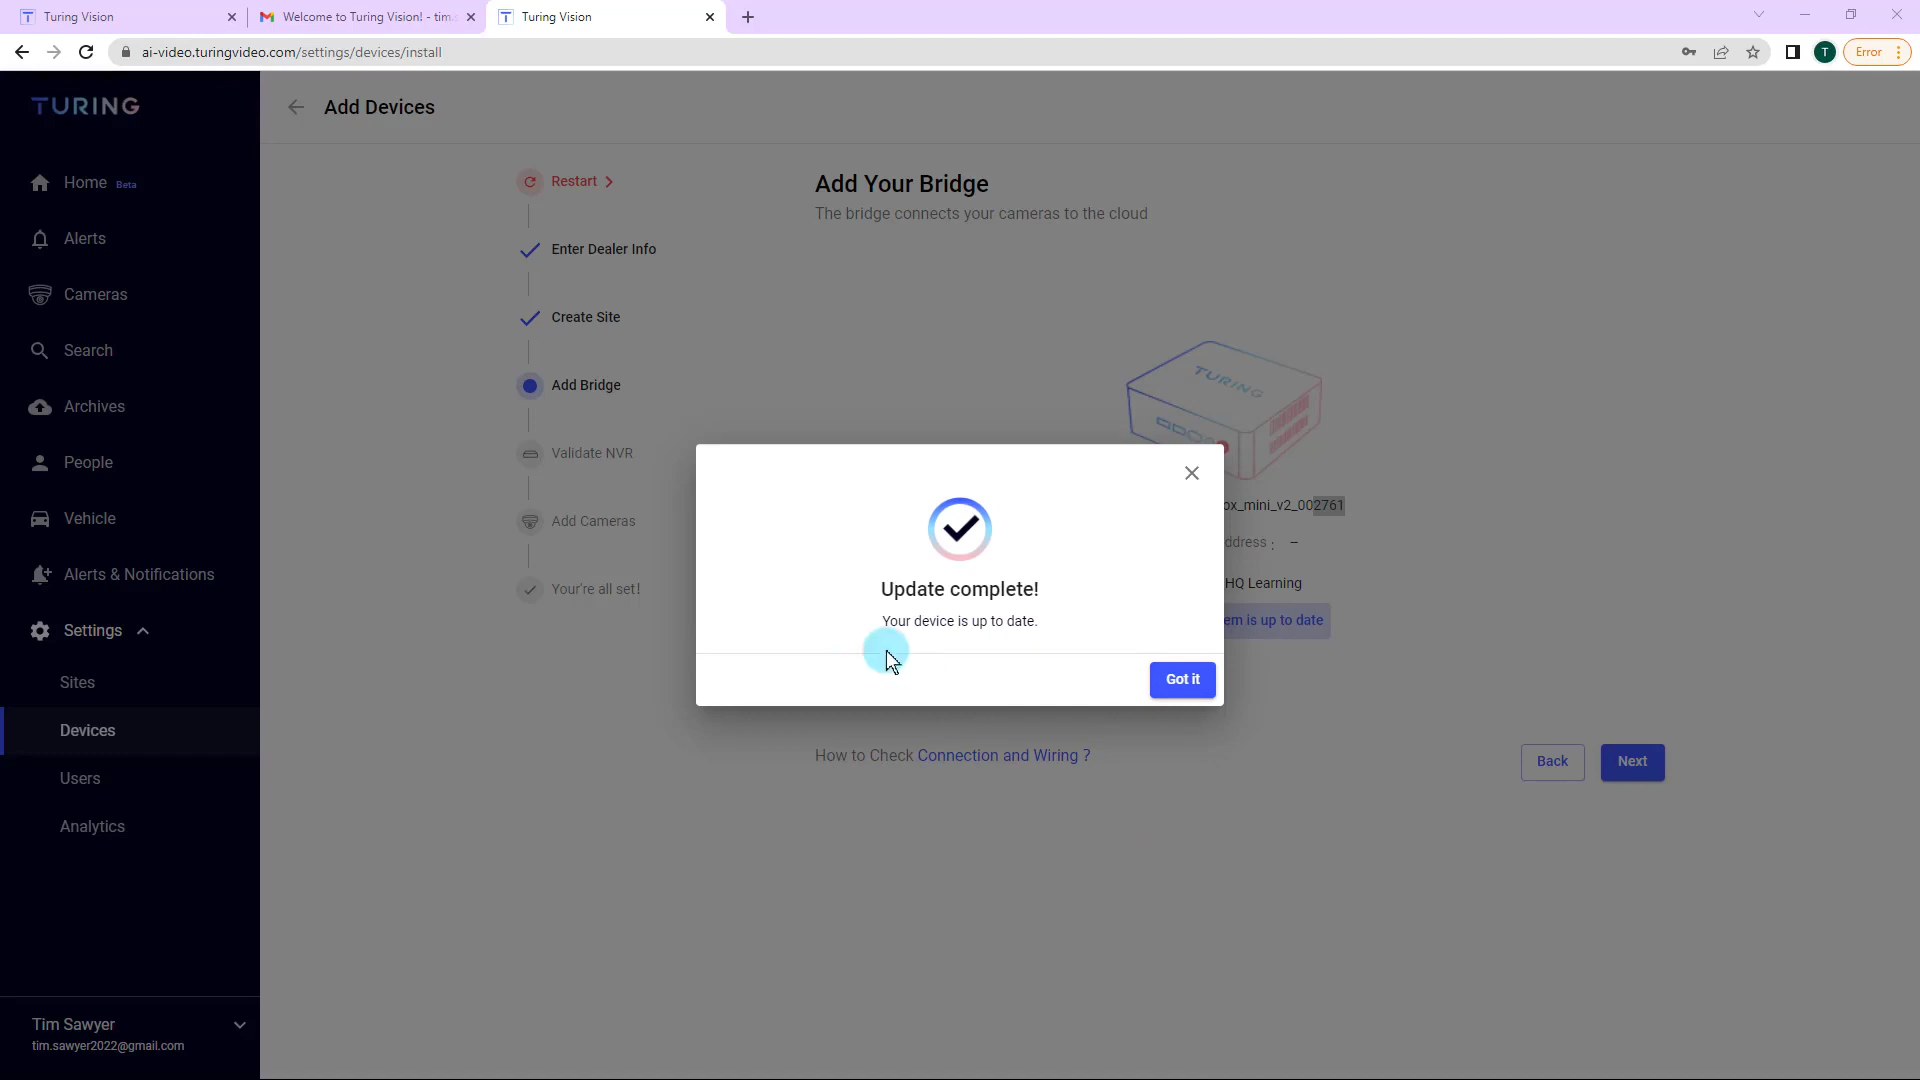 Turing Vision
Welcome to Turing Vision! - tim.s
Turing Vision
ai-video.turingvideo.com/settings/devices/install
T
Error
TURING
Home Beta
Alerts
Cameras
Search
Archives
People
Vehicle
Alerts & Notifications
Settings
Sites
Devices
Users
Analytics
Tim Sawyer
tim.sawyer2022@gmail.com
Add Devices
Restart
Enter Dealer Info
Create Site
Add Bridge
Validate NVR
Add Cameras
You're all set!
Add Your Bridge
The bridge connects your cameras to the cloud
TURING
ox_mini_v2_002761
ddress : –
HQ Learning
em is up to date
Update complete!
Your device is up to date.
Got it
How to Check Connection and Wiring ?
Back
Next